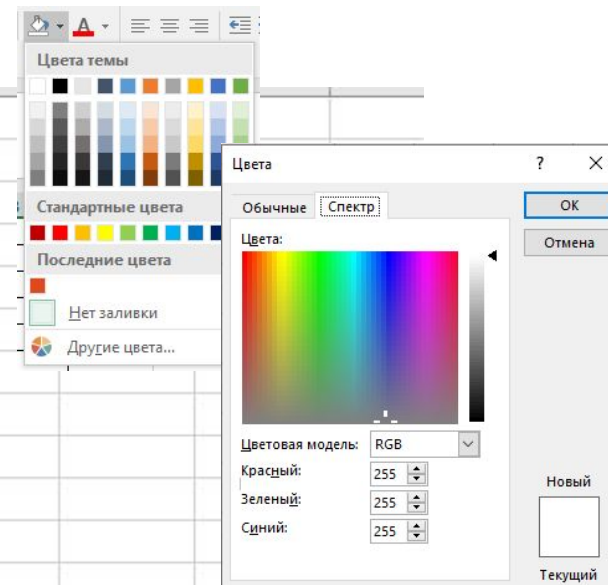 A
Цвета темы
Стандартные цвета
Последние цвета
Нет заливки
Другие цвета...
Цвета
?
Обычные
Спектр
ОК
Отмена
Цвета:
Цветовая модель: RGB
Красный: 255
Зеленый: 255
Синий: 255
Новый
Текущий